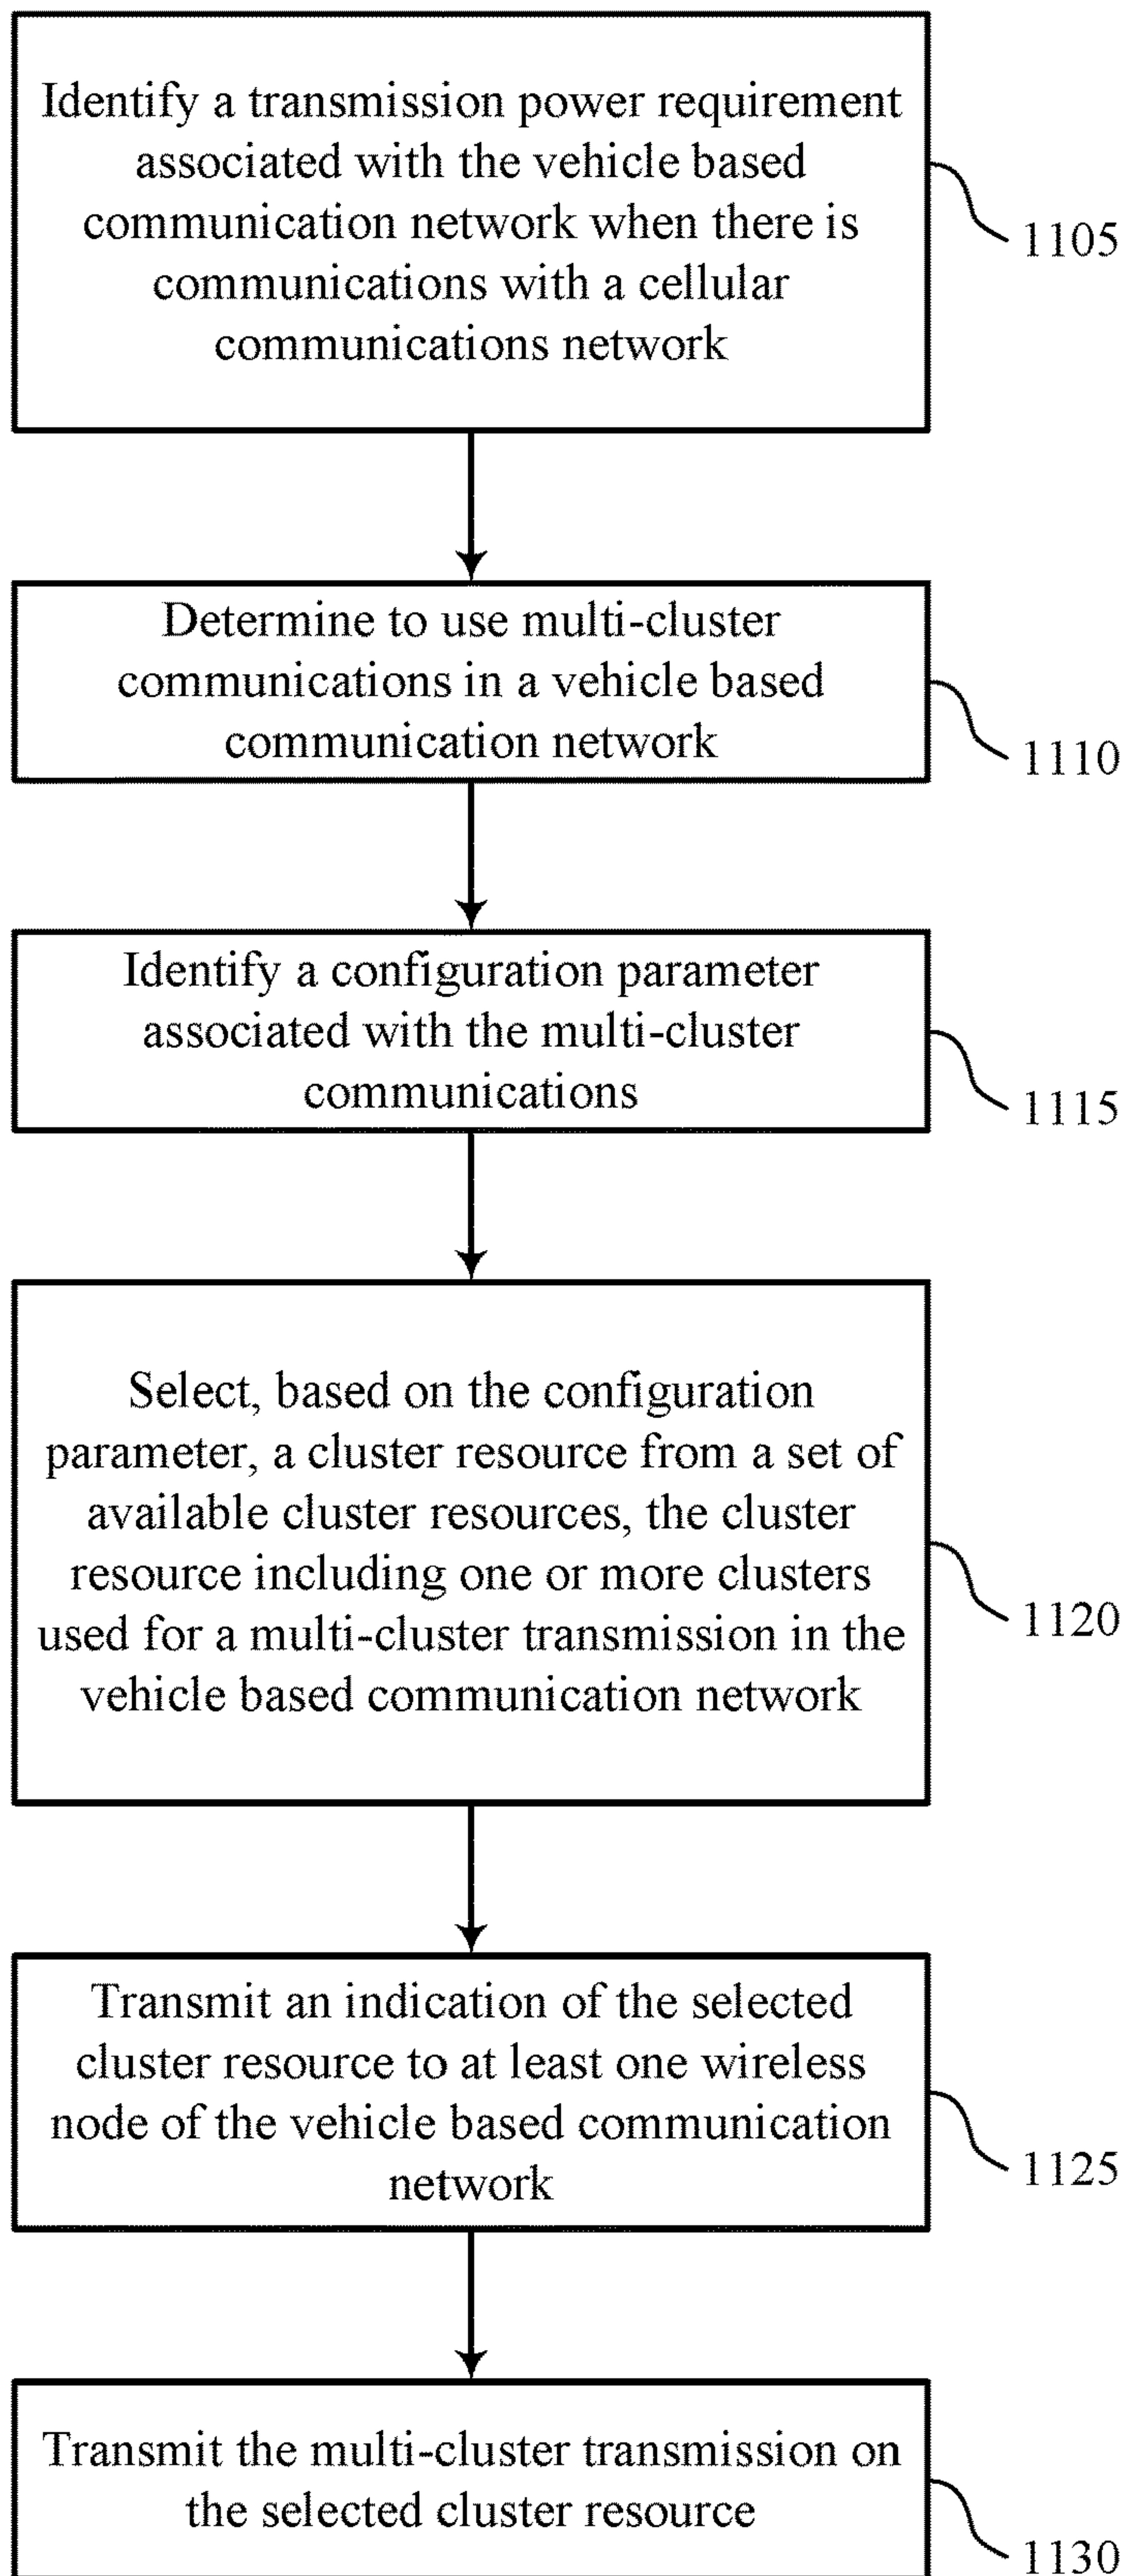 Identify a transmission power requirement
associated with the vehicle based
communication network when there is
communications with a cellular
communications network
1105
Determine to use multi-cluster
communications in a vehicle based
communication network
1110
Identify a configuration parameter
associated with the multi-cluster
communications
1115
Select, based on the configuration
parameter, a cluster resource from a set of
available cluster resources, the cluster
resource including one or more clusters
used for a multi-cluster transmission in the
vehicle based communication network
1120
Transmit an indication of the selected
cluster resource to at least one wireless
node of the vehicle based communication
network
1125
Transmit the multi-cluster transmission on
the selected cluster resource
1130